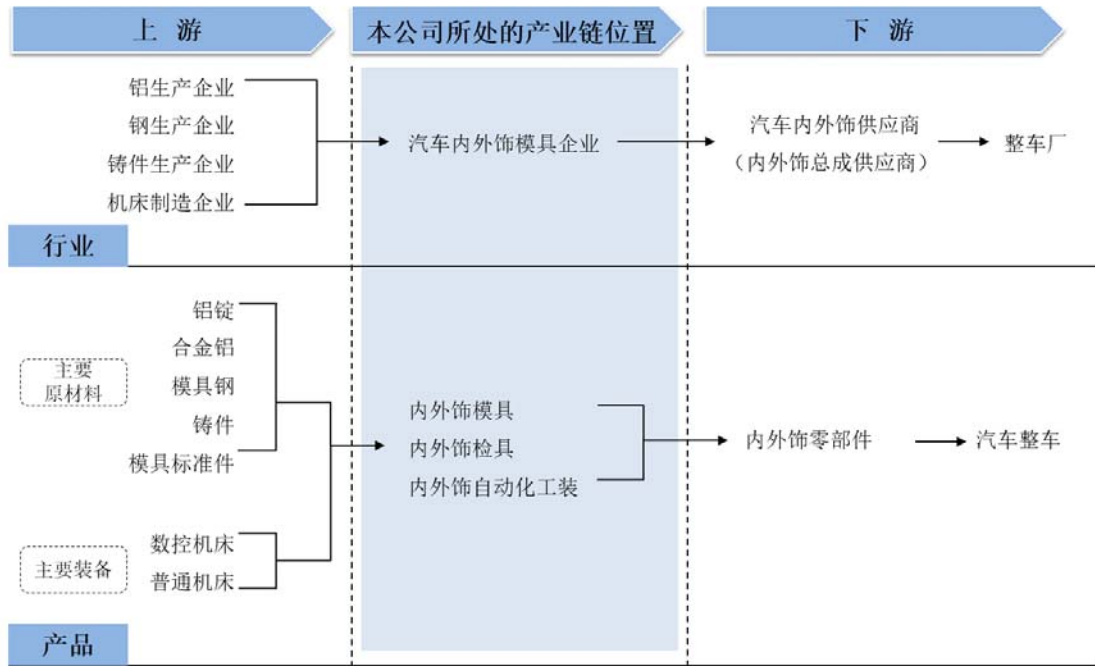 上 游
本公司所处的产业链位置
下 游
铝生产企业
钢生产企业
铸件生产企业
机床制造企业
汽车内外饰模具企业
汽车内外饰供应商
（内外饰总成供应商）
整车厂
行业
主要
原材料
铝锭
合金铝
模具钢
铸件
模具标准件
主要装备
数控机床
普通机床
内外饰模具
内外饰检具
内外饰自动化工装
内外饰零部件
汽车整车
产品